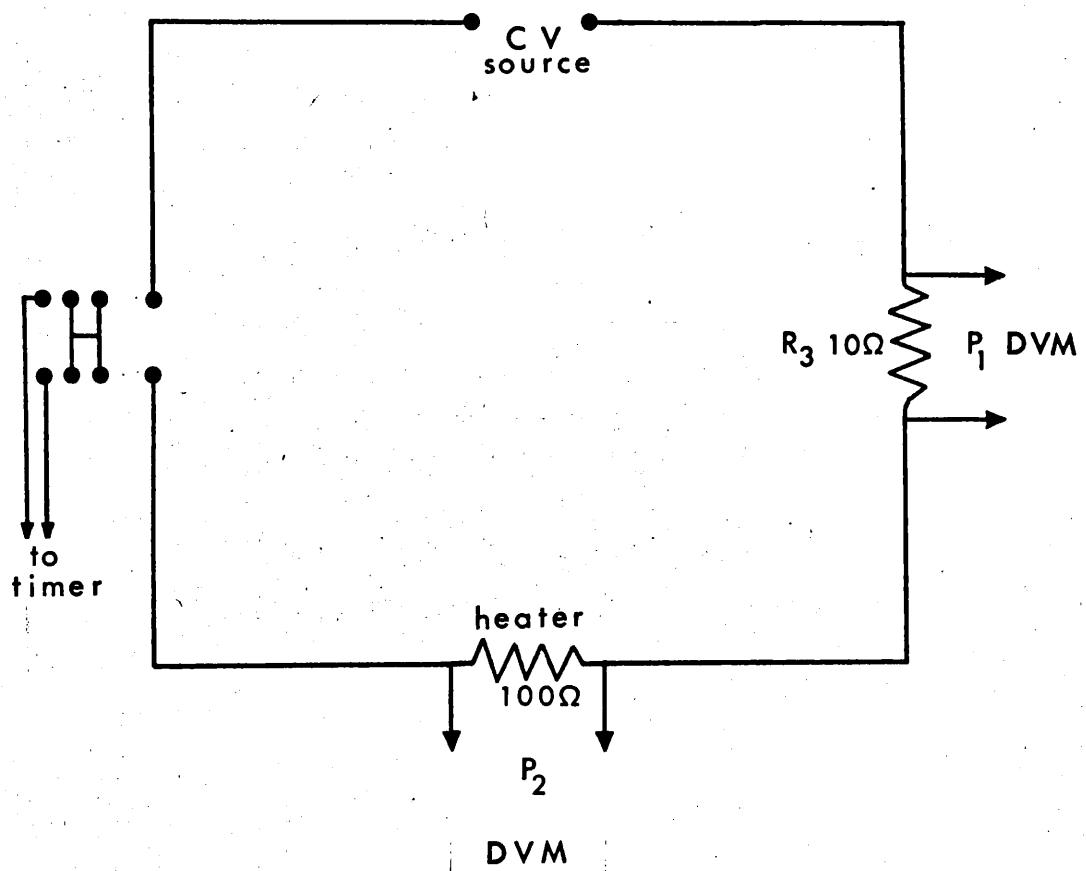 C V
source
R₃ 10Ω
P₁ DVM
to
timer
heater
100Ω
P₂
DVM